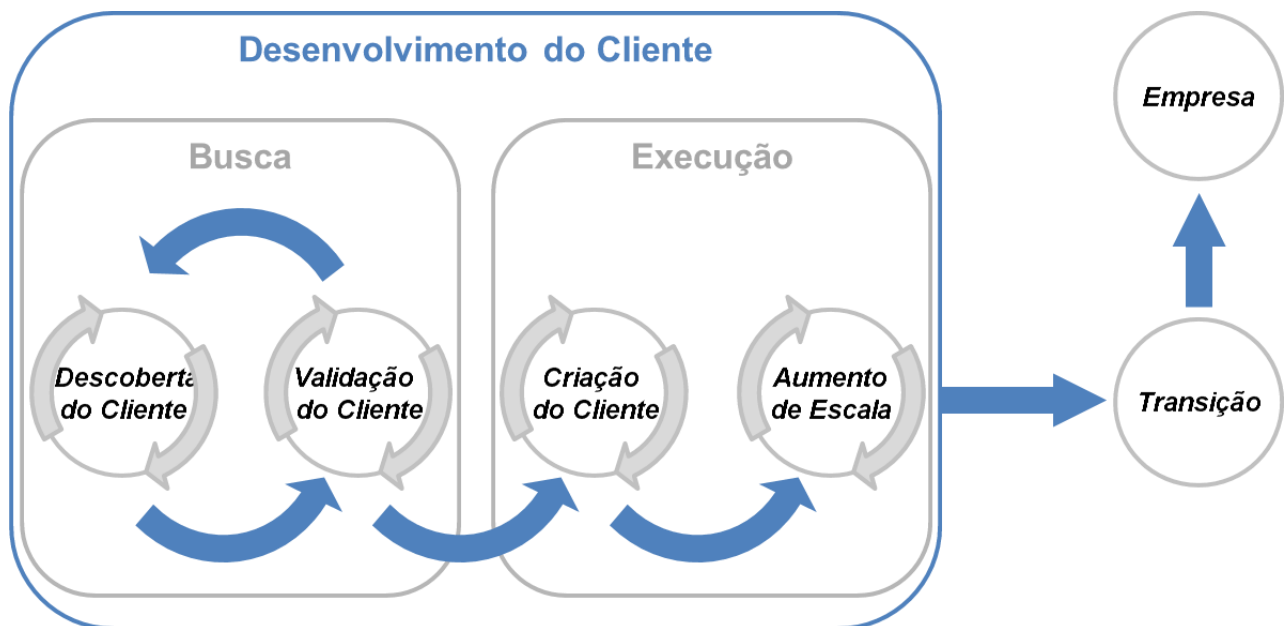 Desenvolvimento do Cliente
Busca
Descoberta
do Cliente
Validação
do Cliente
Execução
Criação
do Cliente
Aumento
de Escala
Empresa
Transição